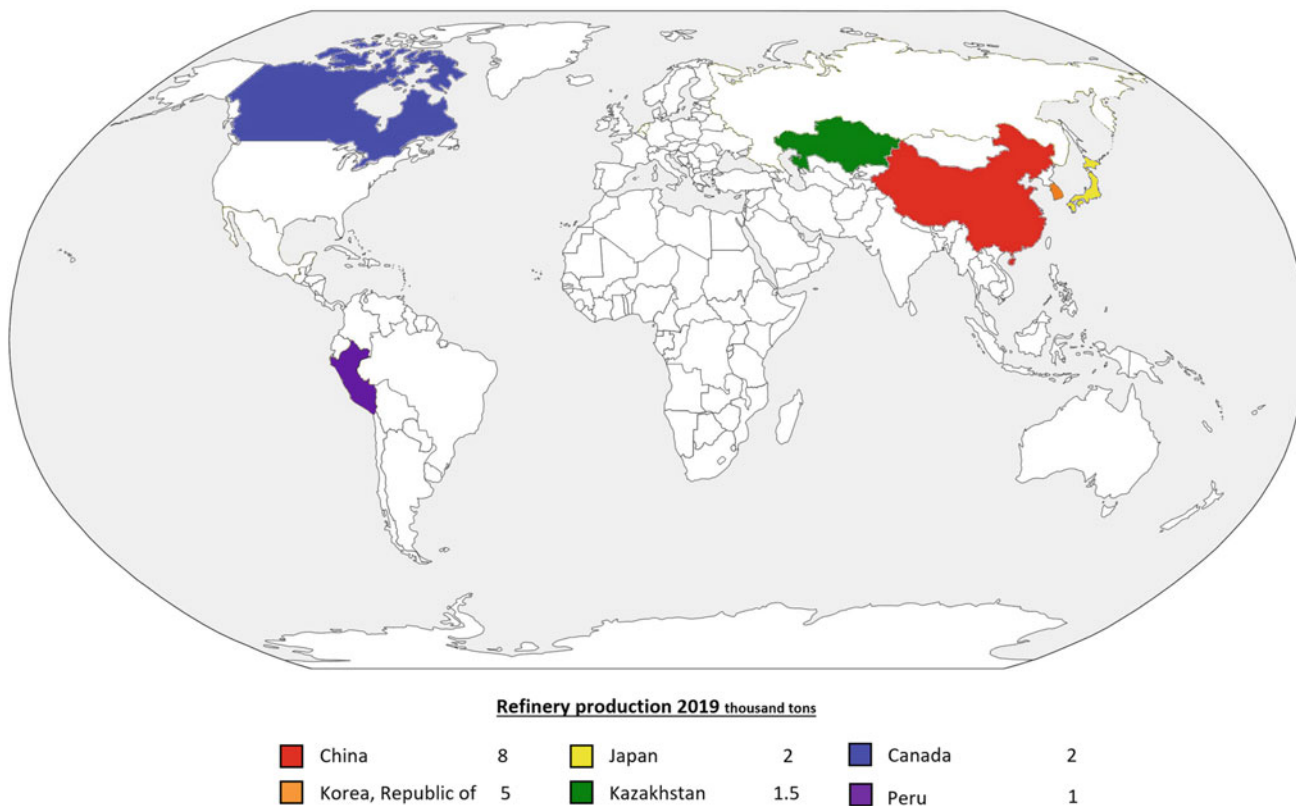 Refinery production 2019 thousand tons
China 8 Japan 2 Canada 2
Korea, Republic of 5 Kazakhstan 1.5 Peru 1